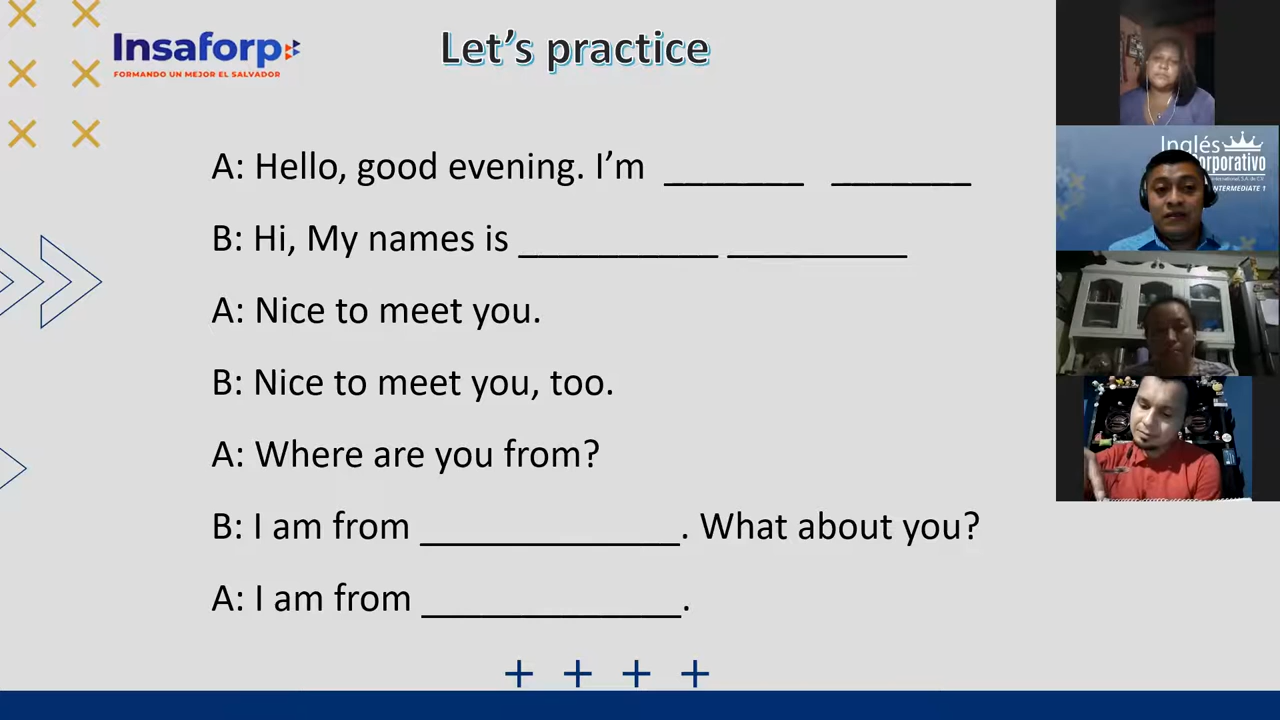 Insaforp
FORMANDO UN MEJOR EL SALVADOR
Let's practice
A: Hello, good evening. I'm _______ _______
B: Hi, My names is __________ _________
A: Nice to meet you.
B: Nice to meet you, too.
A: Where are you from?
B: I am from _____________. What about you?
A: I am from _____________.
Inglés
Corporativo
INTERMEDIATE 1